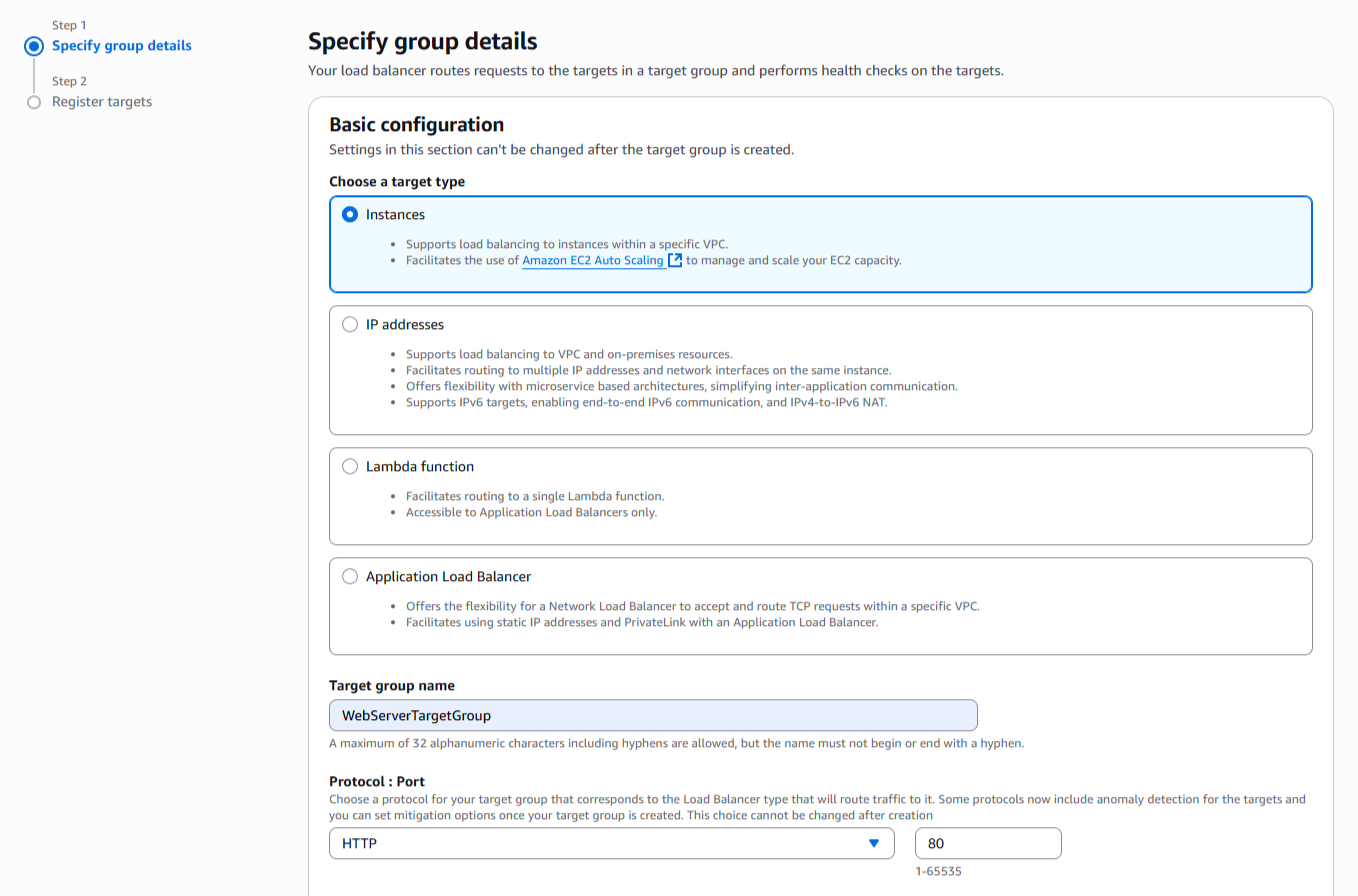 Step 1
Specify group details
Step 2
Register targets
Specify group details
Your load balancer routes requests to the targets in a target group and performs health checks on the targets.
Basic configuration
Settings in this section can't be changed after the target group is created.
Choose a target type
Instances
• Supports load balancing to instances within a specific VPC.
• Facilitates the use of Amazon EC2 Auto Scaling to manage and scale your EC2 capacity.
IP addresses
• Supports load balancing to VPC and on-premises resources.
• Facilitates routing to multiple IP addresses and network interfaces on the same instance.
• Offers flexibility with microservice based architectures, simplifying inter-application communication.
• Supports IPv6 targets, enabling end-to-end IPv6 communication, and IPv4-to-IPv6 NAT.
Lambda function
• Facilitates routing to a single Lambda function.
• Accessible to Application Load Balancers only.
Application Load Balancer
• Offers the flexibility for a Network Load Balancer to accept and route TCP requests within a specific VPC.
• Facilitates using static IP addresses and PrivateLink with an Application Load Balancer.
Target group name
WebServerTargetGroup
A maximum of 32 alphanumeric characters including hyphens are allowed, but the name must not begin or end with a hyphen.
Protocol : Port
Choose a protocol for your target group that corresponds to the Load Balancer type that will route traffic to it. Some protocols now include anomaly detection for the targets and
you can set mitigation options once your target group is created. This choice cannot be changed after creation
HTTP
80
1-65535